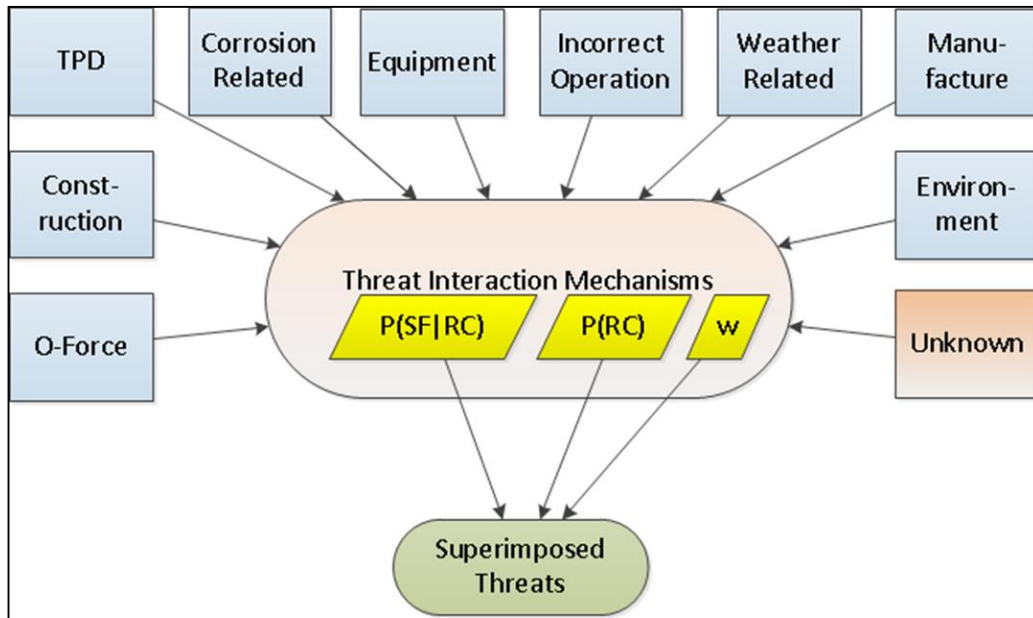 TPD
Corrosion
Related
Equipment
Incorrect
Operation
Weather
Related
Manu-
facture
Const-
ruction
Environ-
ment
O-Force
Unknown
Threat Interaction Mechanisms
P(SF|RC)
P(RC)
w
Superimposed
Threats